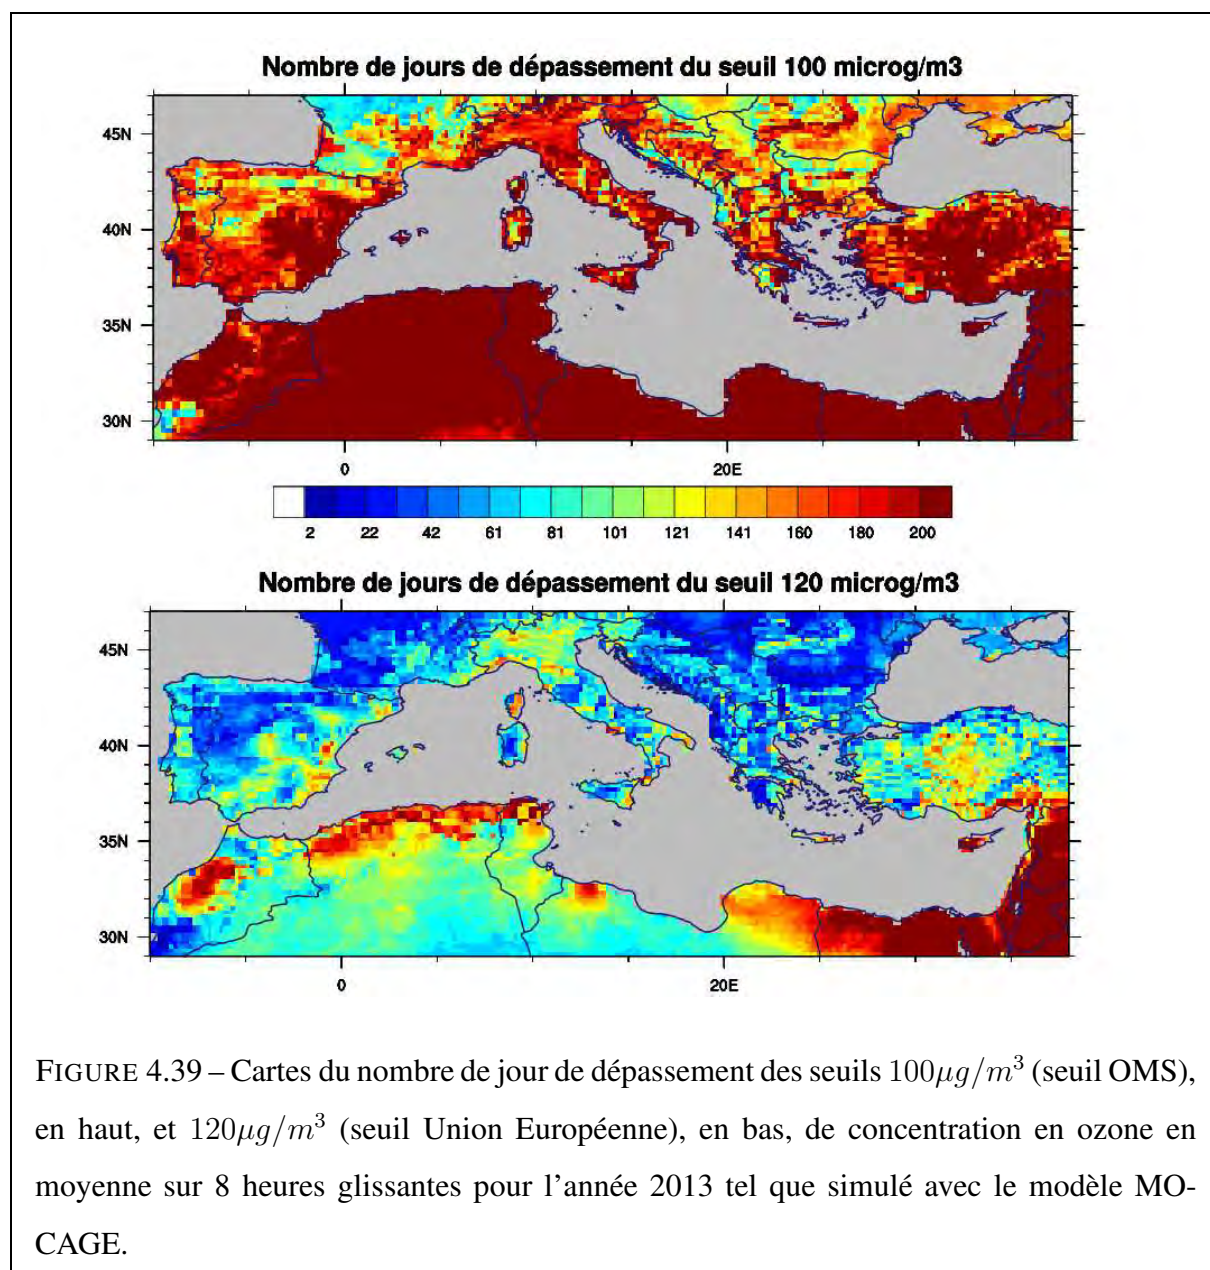 Nombre de jours de dépassement du seuil 100 microg/m3
45N
40N
35N
30N
0 20E
2 22 42 61 81 101 121 141 160 180 200
Nombre de jours de dépassement du seuil 120 microg/m3
45N
40N
35N
30N
0 20E
FIGURE 4.39 – Cartes du nombre de jour de dépassement des seuils 100μg/m³ (seuil OMS),
en haut, et 120μg/m³ (seuil Union Européenne), en bas, de concentration en ozone en
moyenne sur 8 heures glissantes pour l'année 2013 tel que simulé avec le modèle MO-
CAGE.